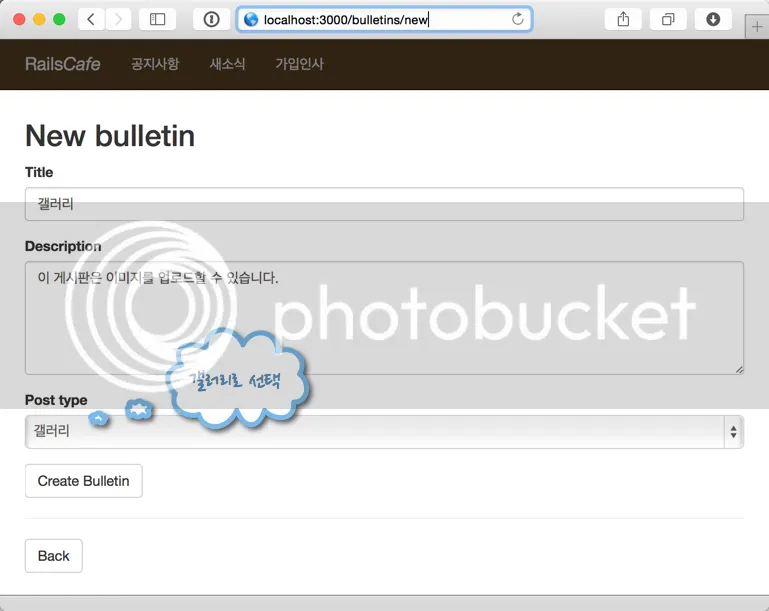 localhost:3000/bulletins/new
RailsCafe 공지사항 새소식 가입인사
New bulletin
Title
갤러리
Description
이 게시판은 이미지를 업로드할 수 있습니다.
photobucket
갤러리로 선택
Post type
갤러리
Create Bulletin
Back